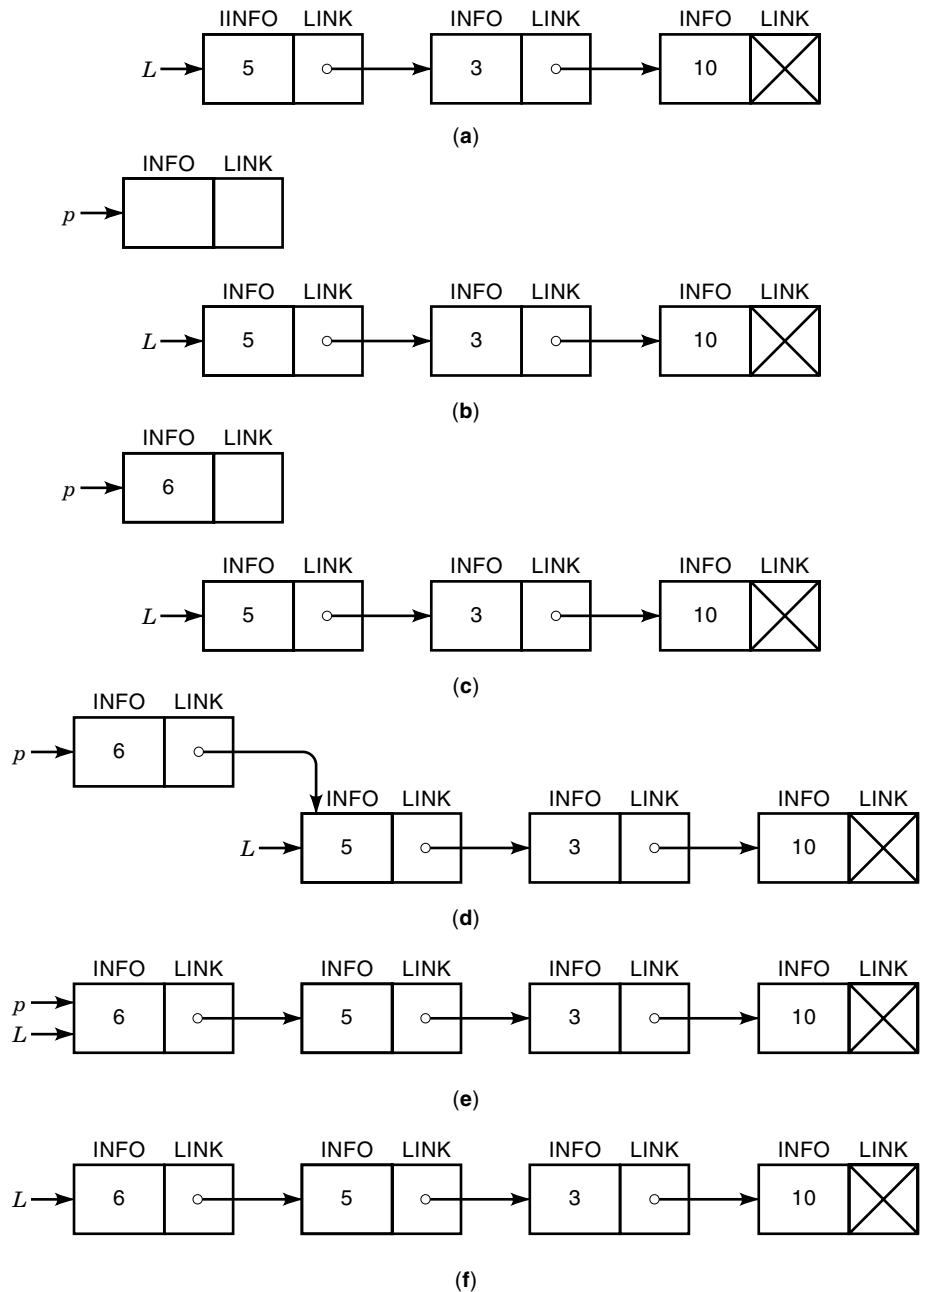 IINFO LINK INFO LINK INFO LINK
L 5 3 10
(a)
INFO LINK
p
INFO LINK INFO LINK INFO LINK
L 5 3 10
(b)
INFO LINK
p 6
INFO LINK INFO LINK INFO LINK
L 5 3 10
(c)
INFO LINK
p 6
INFO LINK INFO LINK INFO LINK
L 5 3 10
(d)
INFO LINK INFO LINK INFO LINK INFO LINK
p
6 5 3 10
L
(e)
INFO LINK INFO LINK INFO LINK INFO LINK
L 6 5 3 10
(f)